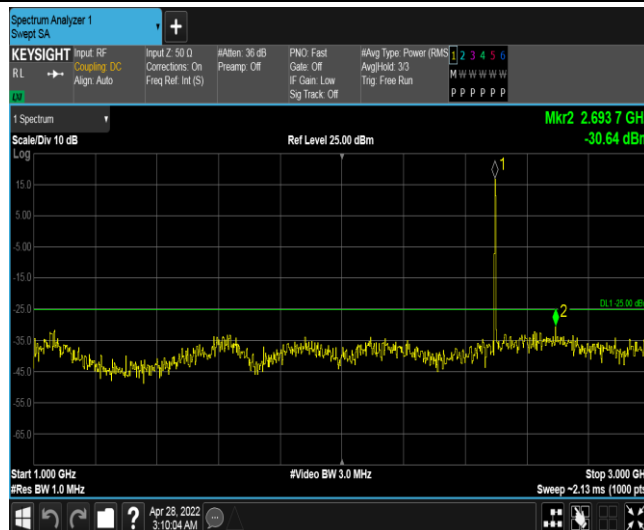 Spectrum Analyzer 1
Swept SA
KEYSIGHT
RL
Input: RF
Coupling: DC
Align: Auto
Input Z: 50 Ω
Corrections: On
Freq Ref: Int (S)
#Atten: 36 dB
Preamp: Off
PNO: Fast
Gate: Off
IF Gain: Low
Sig Track: Off
#Avg Type: Power (RMS
Avg|Hold: 3/3
Trig: Free Run
1 2 3 4 5 6
M W W W W W
P P P P P P
1 Spectrum
Mkr2 2.693 7 GH
Scale/Div 10 dB
Ref Level 25.00 dBm
-30.64 dBn
Log
15.0
5.00
-5.00
-15.0
-25.0
-35.0
-45.0
-55.0
-65.0
1
2
DL1 -25.00 dB
Start 1.000 GHz
#Video BW 3.0 MHz
Stop 3.000 GH
#Res BW 1.0 MHz
Sweep ~2.13 ms (1000 pts
?
Apr 28, 2022
3:10:04 AM